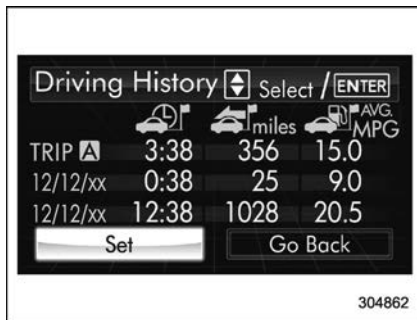 Driving History Select / ENTER
miles AVG. MPG
TRIP A 3:38 356 15.0
12/12/xx 0:38 25 9.0
12/12/xx 12:38 1028 20.5
Set Go Back
304862